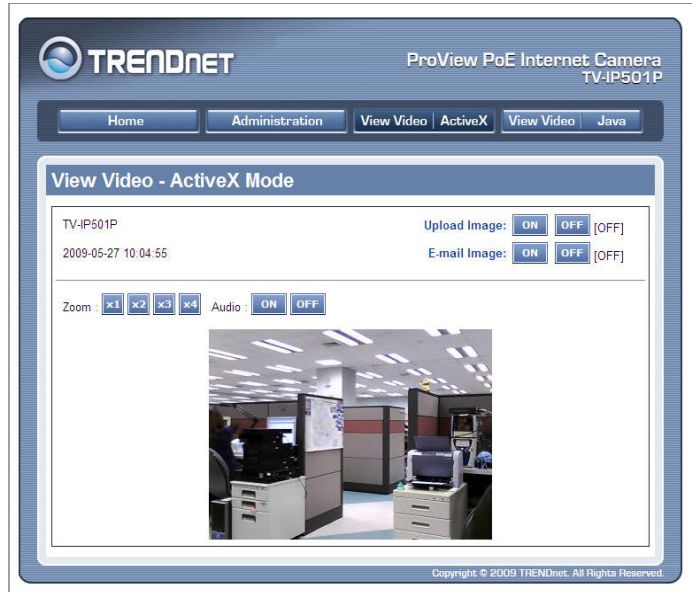 TRENDNET
ProView PoE Internet Camera
TV-IP501P
Home Administration View Video ActiveX View Video Java
View Video - ActiveX Mode
TV-IP501P
Upload Image: ON OFF [OFF]
2009-05-27 10:04:55
E-mail Image: ON OFF [OFF]
Zoom : x1 x2 x3 x4 Audio : ON OFF
Copyright © 2009 TRENDnet. All Rights Reserved.